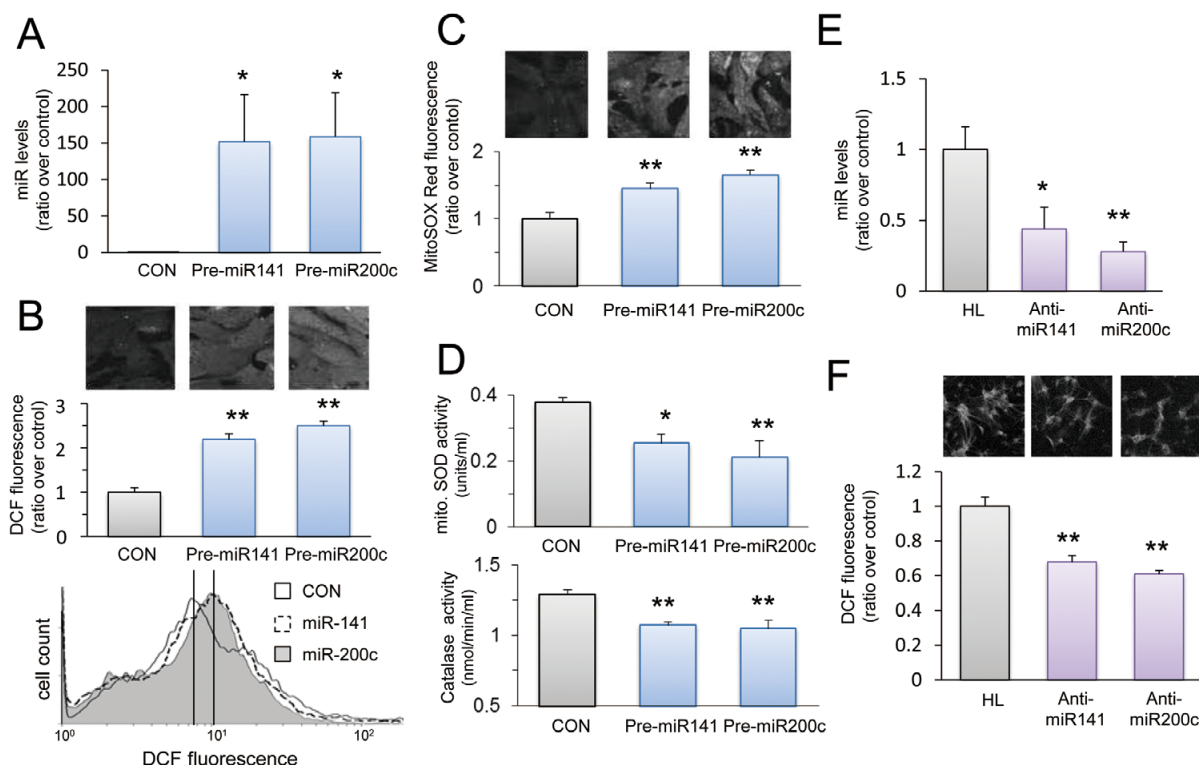 A
miR levels
(ratio over control)
250
200
150
100
50
0
*
*
CON
Pre-miR141
Pre-miR200c
B
DCF fluorescence
(ratio over cotrol)
3
2
1
0
**
**
CON
Pre-miR141
Pre-miR200c
cell count
CON
miR-141
miR-200c
10⁰
10¹
10²
DCF fluorescence
C
MitoSOX Red fluorescence
(ratio over contol)
2
1
0
**
**
CON
Pre-miR141
Pre-miR200c
D
mito. SOD activity
(units/ml)
0.4
0.2
0
*
**
CON
Pre-miR141
Pre-miR200c
Catalase activity
(nmol/min/ml)
1.5
1
0.5
**
**
CON
Pre-miR141
Pre-miR200c
E
miR levels
(ratio over control)
1.5
1
0.5
0
*
**
HL
Anti-
miR141
Anti-
miR200c
F
DCF fluorescence
(ratio over cotrol)
1.2
1
0.8
0.6
0.4
0.2
0
**
**
HL
Anti-
miR141
Anti-
miR200c